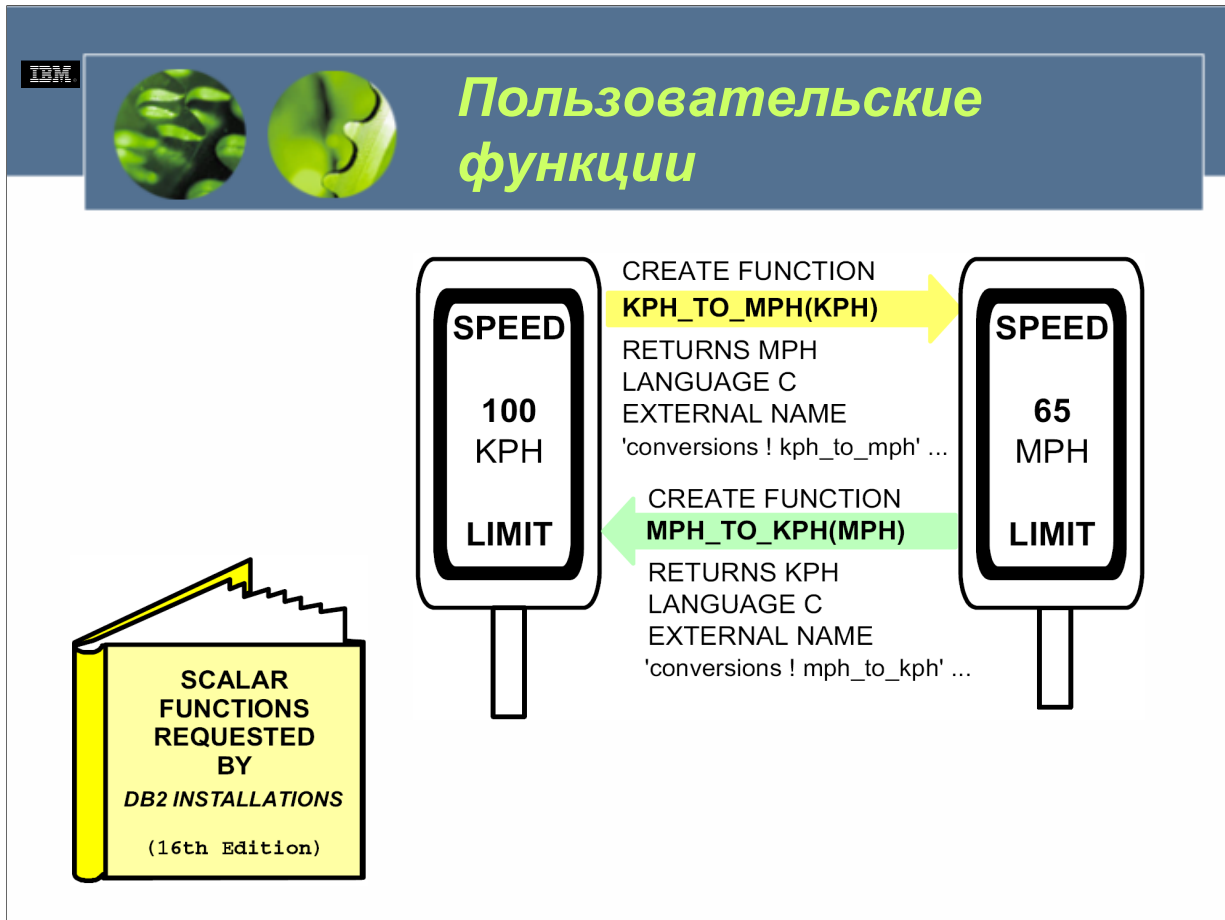 IBM
Пользовательские
функции
SPEED
100
KPH
LIMIT
CREATE FUNCTION
KPH_TO_MPH(KPH)
RETURNS MPH
LANGUAGE C
EXTERNAL NAME
'conversions ! kph_to_mph' ...
CREATE FUNCTION
MPH_TO_KPH(MPH)
RETURNS KPH
LANGUAGE C
EXTERNAL NAME
'conversions ! mph_to_kph' ...
SPEED
65
MPH
LIMIT
SCALAR
FUNCTIONS
REQUESTED
BY
DB2 INSTALLATIONS
(16th Edition)